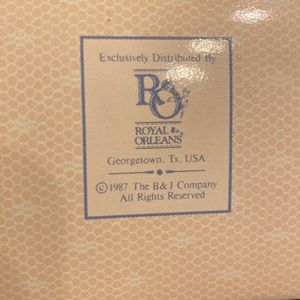 Exclusively Distributed By
RO
ROYAL
ORLEANS
Georgetown, Tx. USA
©1987 The B & J Company
All Rights Reserved